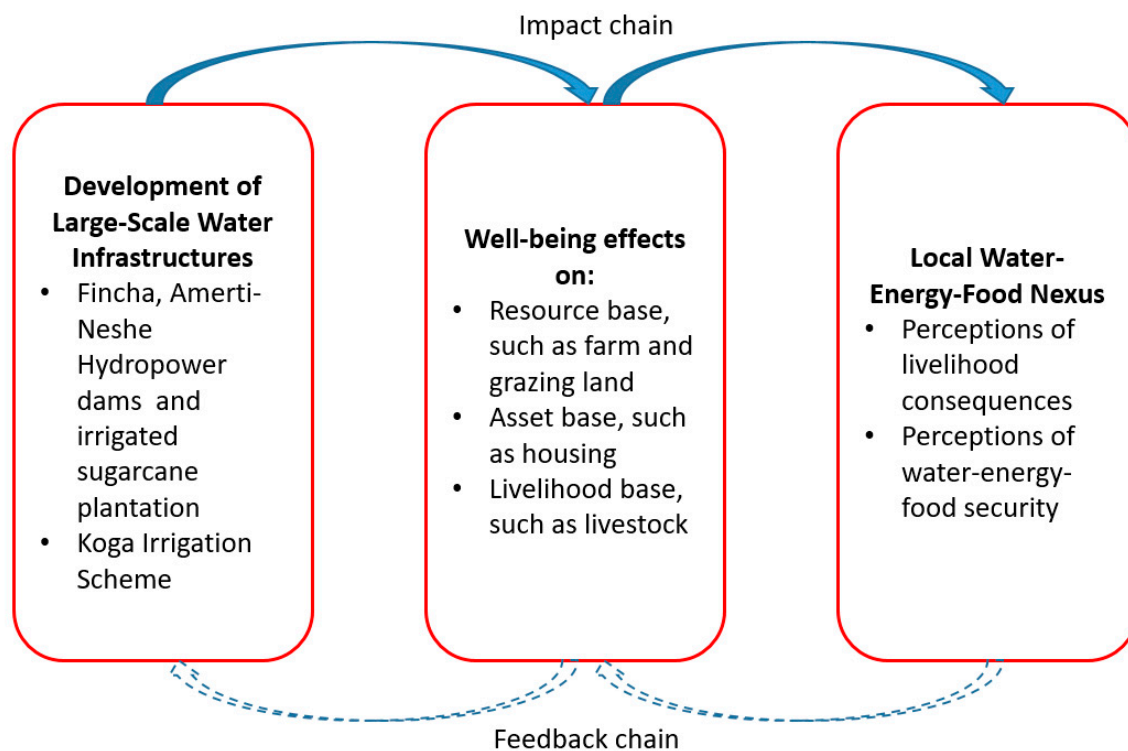 Impact chain
Development of
Large-Scale Water
Infrastructures
• Fincha, Amerti-
Neshe
Hydropower
dams and
irrigated
sugarcane
plantation
• Koga Irrigation
Scheme
Well-being effects
on:
• Resource base,
such as farm and
grazing land
• Asset base, such
as housing
• Livelihood base,
such as livestock
Local Water-
Energy-Food Nexus
• Perceptions of
livelihood
consequences
• Perceptions of
water-energy-
food security
Feedback chain